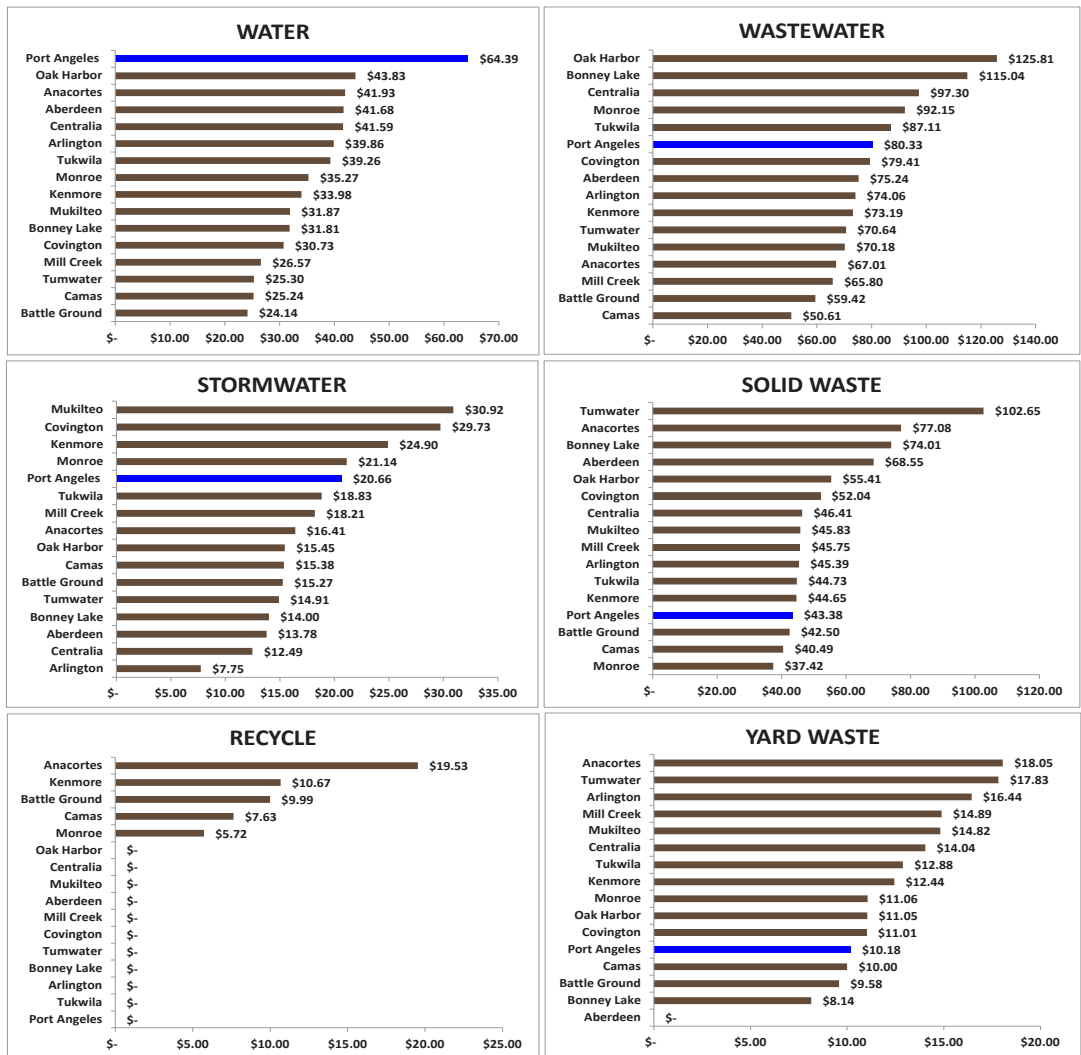 WATER
Port Angeles $64.39
Oak Harbor $43.83
Anacortes $41.93
Aberdeen $41.68
Centralia $41.59
Arlington $39.86
Tukwila $39.26
Monroe $35.27
Kenmore $33.98
Mukilteo $31.87
Bonney Lake $31.81
Covington $30.73
Mill Creek $26.57
Tumwater $25.30
Camas $25.24
Battle Ground $24.14
$- $10.00 $20.00 $30.00 $40.00 $50.00 $60.00 $70.00
WASTEWATER
Oak Harbor $125.81
Bonney Lake $115.04
Centralia $97.30
Monroe $92.15
Tukwila $87.11
Port Angeles $80.33
Covington $79.41
Aberdeen $75.24
Arlington $74.06
Kenmore $73.19
Tumwater $70.64
Mukilteo $70.18
Anacortes $67.01
Mill Creek $65.80
Battle Ground $59.42
Camas $50.61
$- $20.00 $40.00 $60.00 $80.00 $100.00 $120.00 $140.00
STORMWATER
Mukilteo $30.92
Covington $29.73
Kenmore $24.90
Monroe $21.14
Port Angeles $20.66
Tukwila $18.83
Mill Creek $18.21
Anacortes $16.41
Oak Harbor $15.45
Camas $15.38
Battle Ground $15.27
Tumwater $14.91
Bonney Lake $14.00
Aberdeen $13.78
Centralia $12.49
Arlington $7.75
$- $5.00 $10.00 $15.00 $20.00 $25.00 $30.00 $35.00
SOLID WASTE
Tumwater $102.65
Anacortes $77.08
Bonney Lake $74.01
Aberdeen $68.55
Oak Harbor $55.41
Covington $52.04
Centralia $46.41
Mukilteo $45.83
Mill Creek $45.75
Arlington $45.39
Tukwila $44.73
Kenmore $44.65
Port Angeles $43.38
Battle Ground $42.50
Camas $40.49
Monroe $37.42
$- $20.00 $40.00 $60.00 $80.00 $100.00 $120.00
RECYCLE
Anacortes $19.53
Kenmore $10.67
Battle Ground $9.99
Camas $7.63
Monroe $5.72
Oak Harbor $-
Centralia $-
Mukilteo $-
Aberdeen $-
Mill Creek $-
Covington $-
Tumwater $-
Bonney Lake $-
Arlington $-
Tukwila $-
Port Angeles $-
$- $5.00 $10.00 $15.00 $20.00 $25.00
YARD WASTE
Anacortes $18.05
Tumwater $17.83
Arlington $16.44
Mill Creek $14.89
Mukilteo $14.82
Centralia $14.04
Tukwila $12.88
Kenmore $12.44
Monroe $11.06
Oak Harbor $11.05
Covington $11.01
Port Angeles $10.18
Camas $10.00
Battle Ground $9.58
Bonney Lake $8.14
Aberdeen $-
$- $5.00 $10.00 $15.00 $20.00